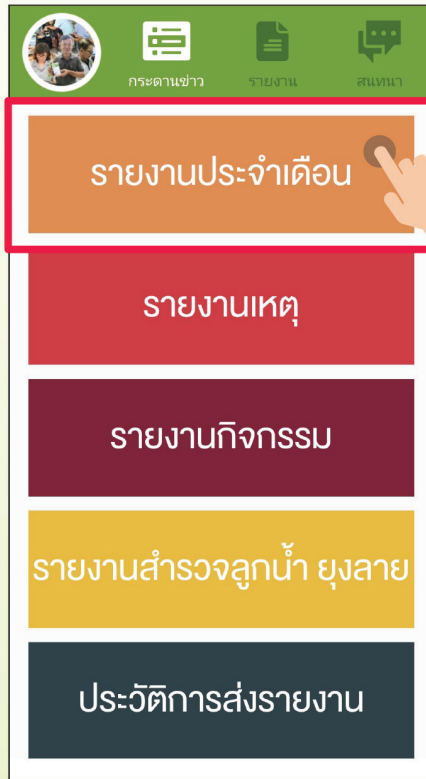 กระดานข่าว รายงาน สนทนา
รายงานประจำเดือน
รายงานเหตุ
รายงานกิจกรรม
รายงานสำรวจลูกน้ำ ยุงลาย
ประวัติการส่งรายงาน